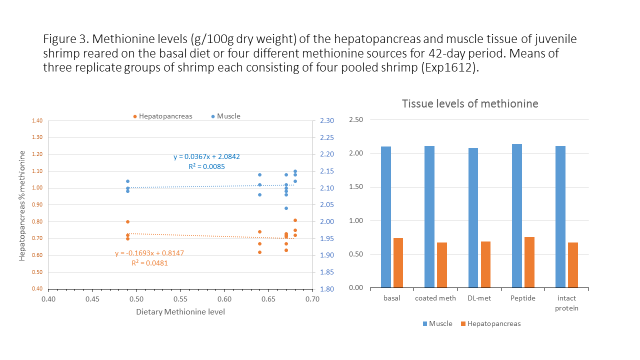 Figure 3. Methionine levels (g/100g dry weight) of the hepatopancreas and muscle tissue of juvenile
shrimp reared on the basal diet or four different methionine sources for 42-day period. Means of
three replicate groups of shrimp each consisting of four pooled shrimp (Exp1612).
Hepatopancreas Muscle
1.40
1.30
1.20
1.10
1.00
0.90
0.80
0.70
0.60
0.50
0.40
Hepatopancreas % methionine
y = 0.0367x + 2.0842
R² = 0.0085
y = -0.1693x + 0.8147
R² = 0.0481
2.30
2.25
2.20
2.15
2.10
2.05
2.00
1.95
1.90
1.85
1.80
0.40 0.45 0.50 0.55 0.60 0.65 0.70
Dietary Methionine level
Tissue levels of methionine
2.50
2.00
1.50
1.00
0.50
0.00
basal coated meth DL-met Peptide intact
protein
Muscle Hepatopancreas